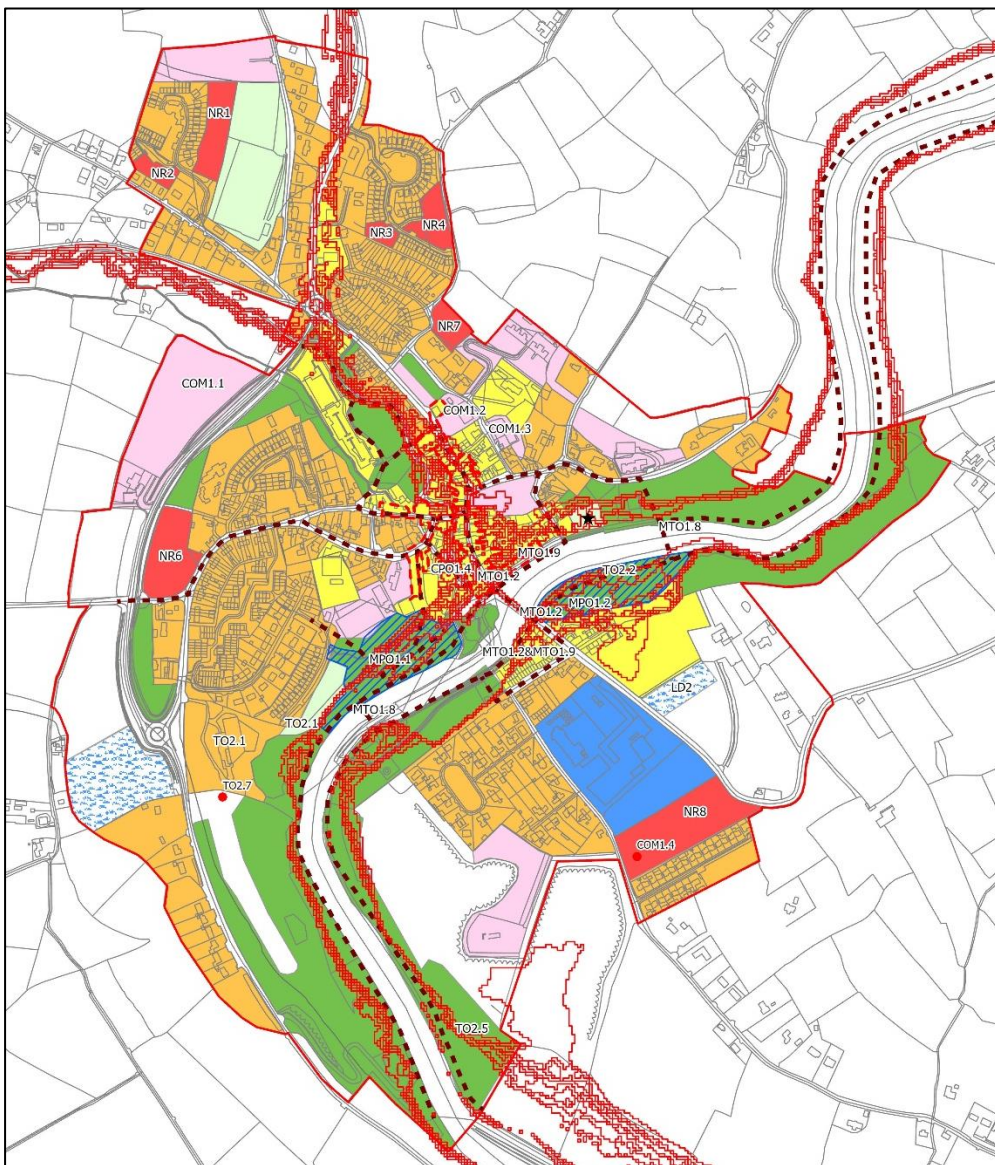 NR1
NR2
NR3
NR4
NR7
COM1.1
COM1.2
COM1.3
MTO1.8
NR6
MTO1.9
TO2.2
CPO1.4
MTO1.2
MPO1.2
MTO1.2
MTO1.2&MTO1.9
MPO1.1
LD2
MTO1.8
TO2.1
TO2.1
TO2.7
NR8
COM1.4
TO2.5